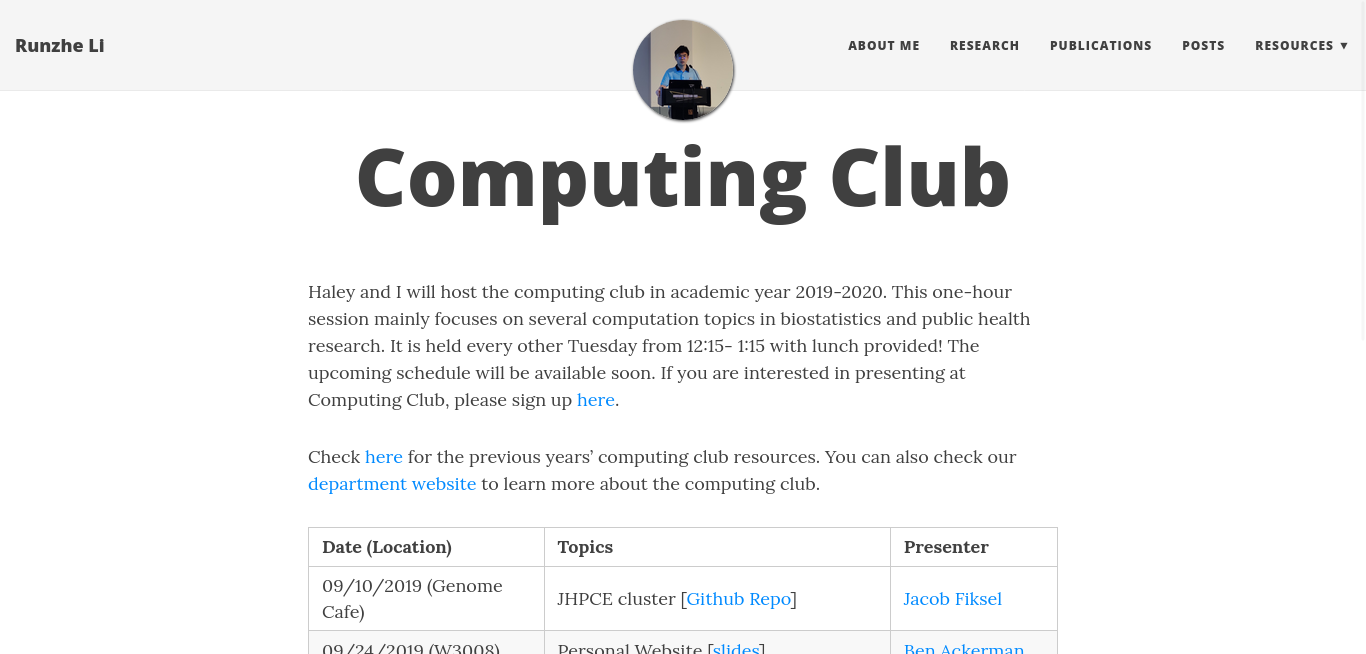 Runzhe Li
ABOUT ME RESEARCH PUBLICATIONS POSTS RESOURCES ▼
Computing Club
Haley and I will host the computing club in academic year 2019-2020. This one-hour
session mainly focuses on several computation topics in biostatistics and public health
research. It is held every other Tuesday from 12:15- 1:15 with lunch provided! The
upcoming schedule will be available soon. If you are interested in presenting at
Computing Club, please sign up here.
Check here for the previous years’ computing club resources. You can also check our
department website to learn more about the computing club.
Date (Location) Topics Presenter
09/10/2019 (Genome
Cafe)
JHPCE cluster [Github Repo] Jacob Fiksel
09/24/2019 (W3008) Personal Website [slides] Ben Ackerman